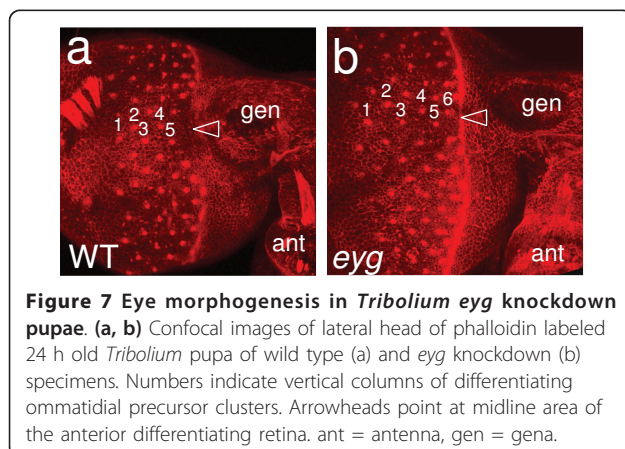 a
b
1 2 3 4 5
gen
ant
WT
1 2 3 4 5 6
gen
ant
eyg
Figure 7 Eye morphogenesis in Tribolium eyg knockdown
pupae. (a, b) Confocal images of lateral head of phalloidin labeled
24 h old Tribolium pupa of wild type (a) and eyg knockdown (b)
specimens. Numbers indicate vertical columns of differentiating
ommatidial precursor clusters. Arrowheads point at midline area of
the anterior differentiating retina. ant = antenna, gen = gena.